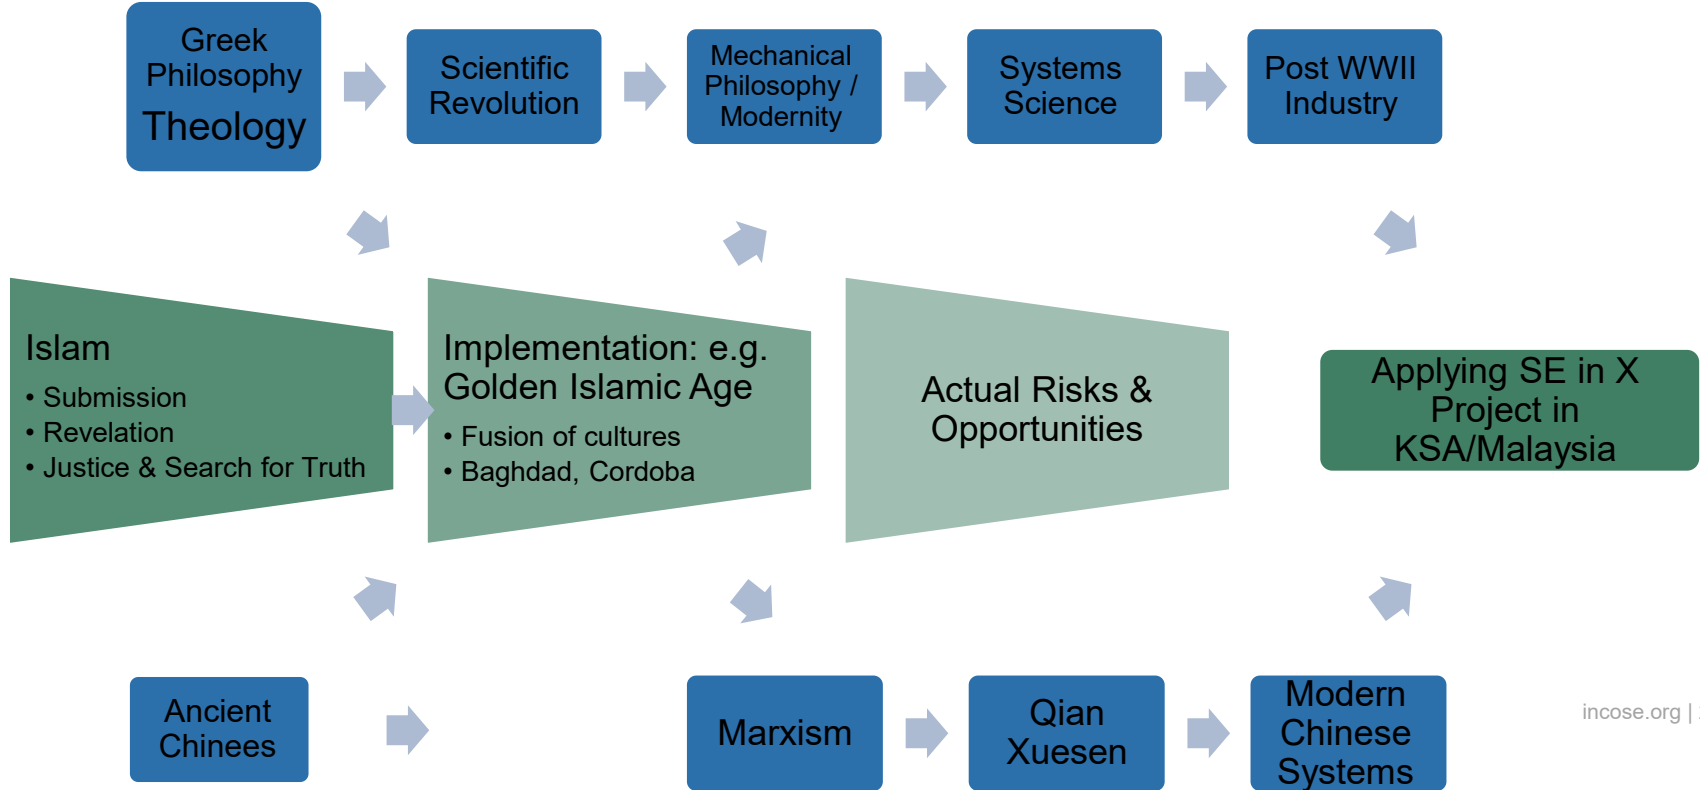 Greek
Philosophy
Theology
Scientific
Revolution
Mechanical
Philosophy /
Modernity
Systems
Science
Post WWII
Industry
Islam
• Submission
• Revelation
• Justice & Search for Truth
Implementation: e.g.
Golden Islamic Age
• Fusion of cultures
• Baghdad, Cordoba
Actual Risks &
Opportunities
Applying SE in X
Project in
KSA/Malaysia
Ancient
Chinees
Marxism
Qian
Xuesen
Modern
Chinese
Systems
incose.org |